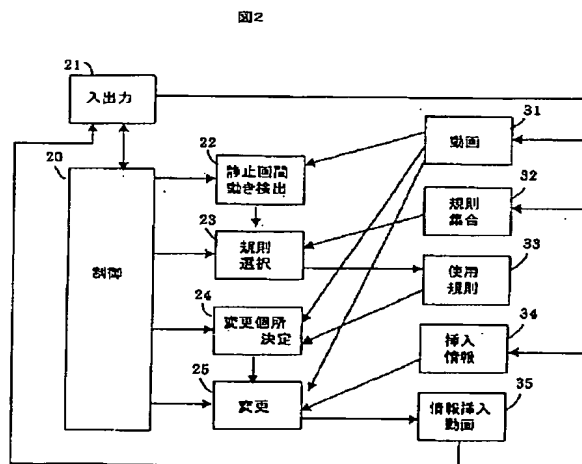 図2
21
入出力
20
制御
22
静止画間
動き検出
23
規則
選択
24
変更個所
決定
25
変更
31
動画
32
規則
集合
33
使用
規則
34
挿入
情報
35
情報挿入
動画